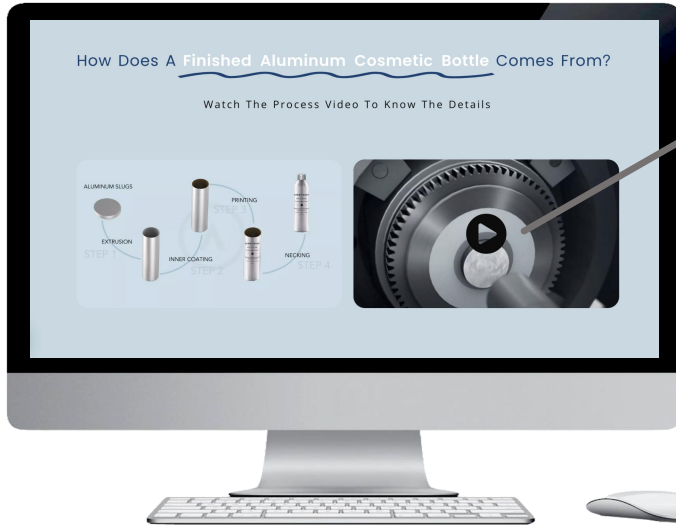 How Does A Finished Aluminum Cosmetic Bottle Comes From?
Watch The Process Video To Know The Details
ALUMINUM SLUGS
EXTRUSION
STEP 1
INNER COATING
STEP 2
PRINTING
STEP 3
NECKING
STEP 4